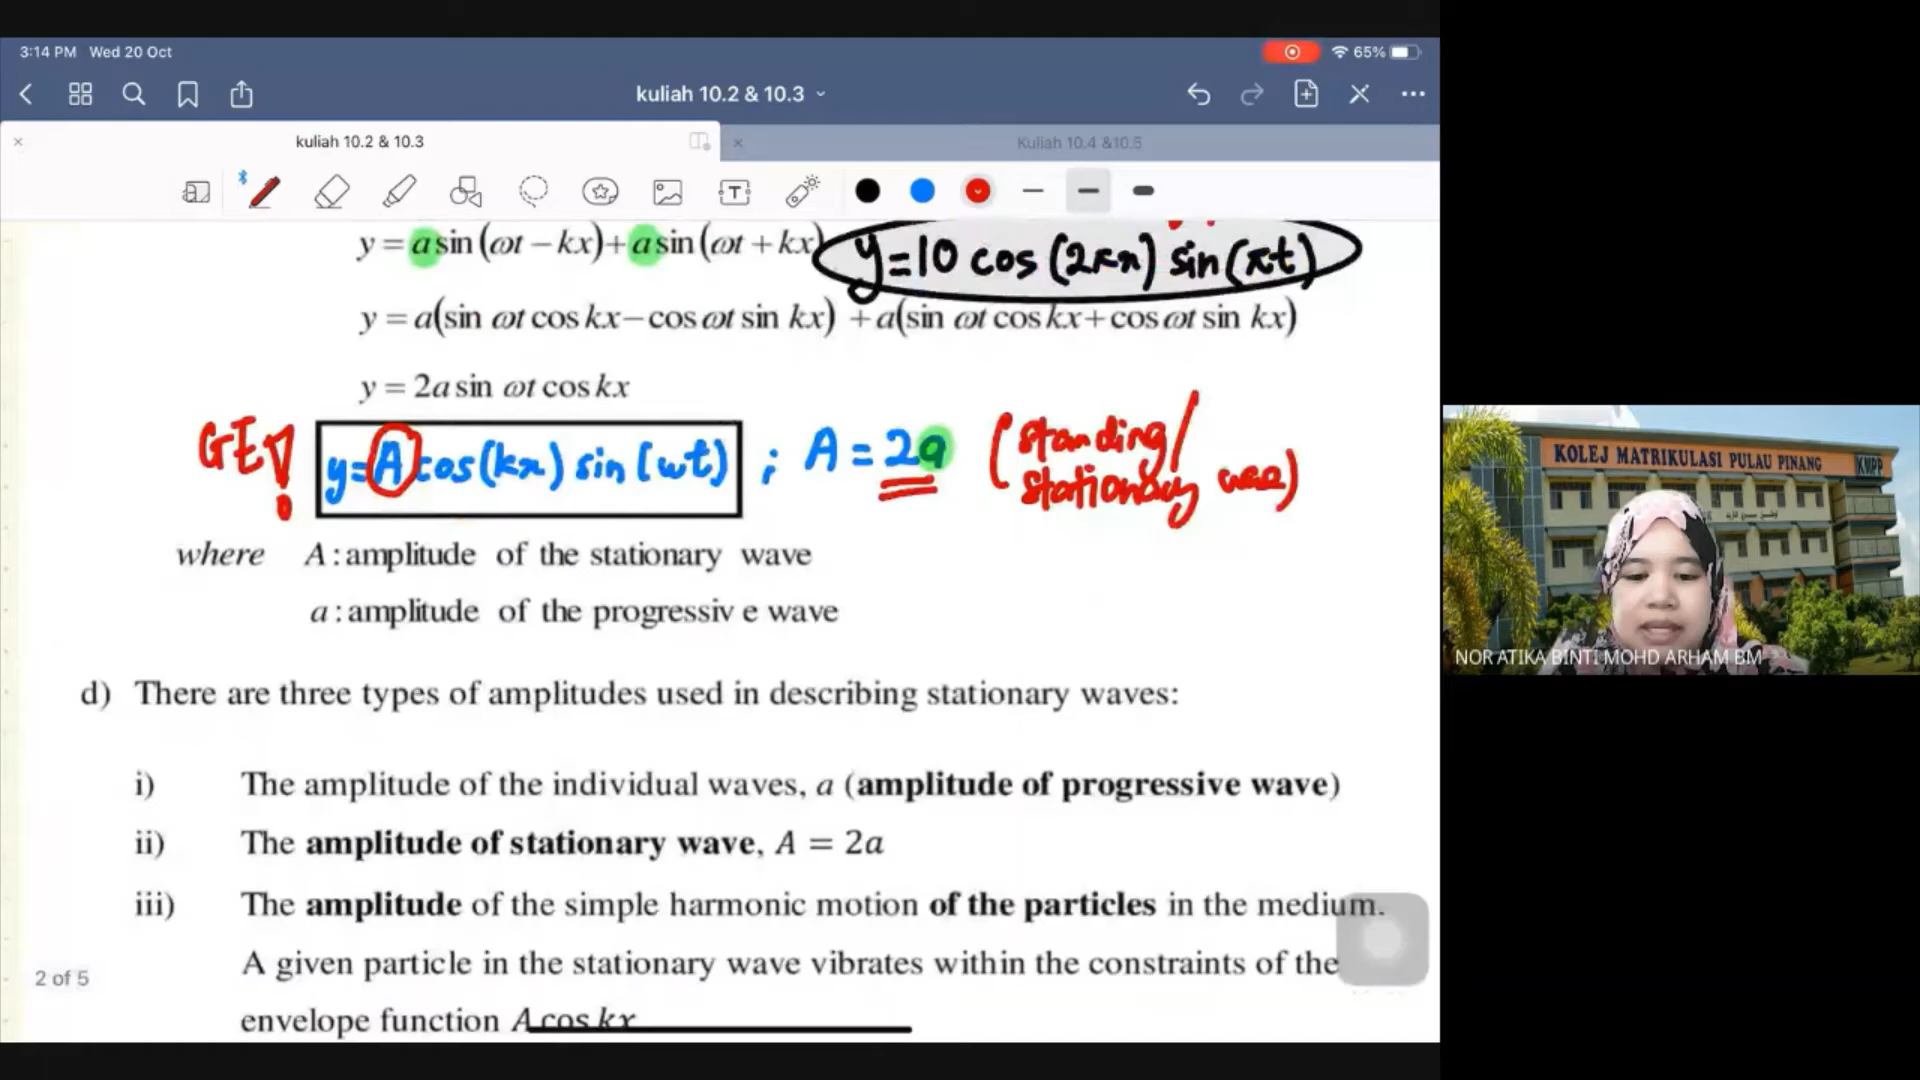 3:14 PM Wed 20 Oct
65%
kuliah 10.2 & 10.3
kuliah 10.2 & 10.3
Kuliah 10.4 &10.5
y = a sin (ωt − kx) + a sin (ωt + kx)
y=10 cos (2πx) sin (πt)
y = a(sin ωt cos kx − cos ωt sin kx) + a(sin ωt cos kx + cos ωt sin kx)
y = 2a sin ωt cos kx
GE! y=A cos(kx) sin(ωt) ; A = 2a (standing/
stationary wave)
where A : amplitude of the stationary wave
a : amplitude of the progressiv e wave
d) There are three types of amplitudes used in describing stationary waves:
i) The amplitude of the individual waves, a (amplitude of progressive wave)
ii) The amplitude of stationary wave, A = 2a
iii) The amplitude of the simple harmonic motion of the particles in the medium.
A given particle in the stationary wave vibrates within the constraints of the
envelope function A cos kx
2 of 5
KOLEJ MATRIKULASI PULAU PINANG
KMPP
NOR ATIKA BINTI MOHD ARHAM BM